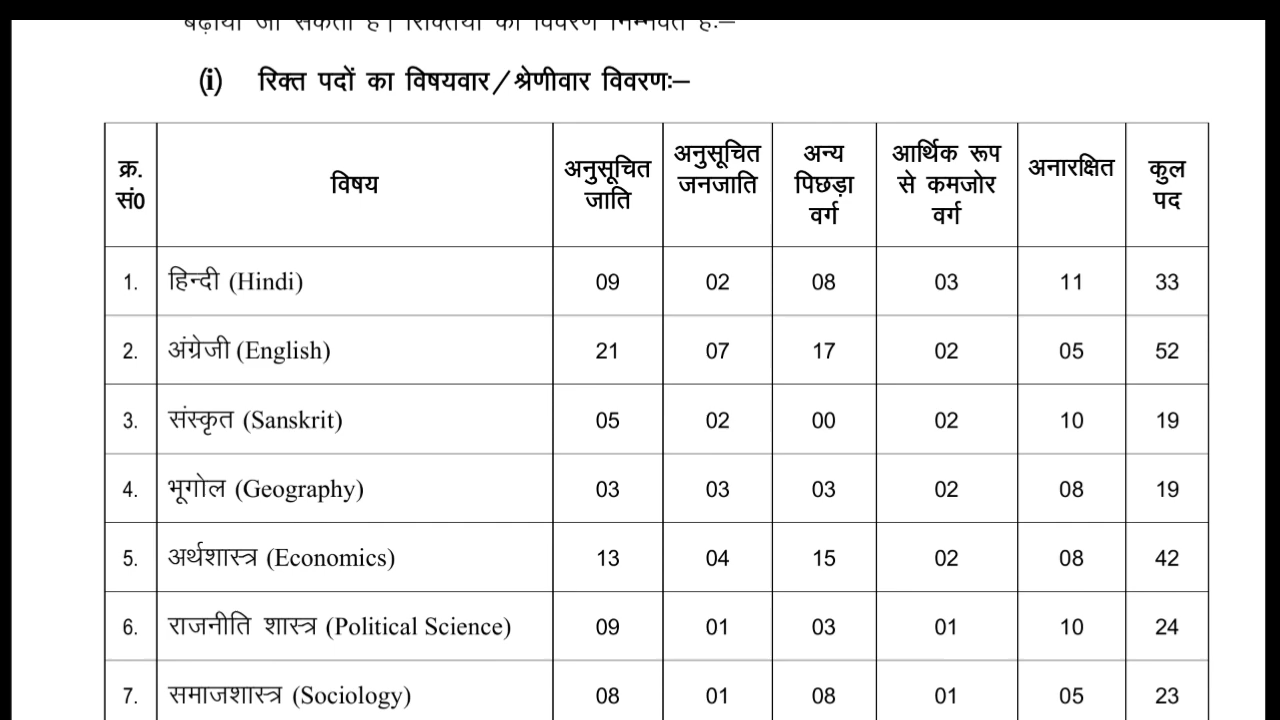 बढ़ाया जा सकता है। रिक्तियों का विवरण निम्नवत है:–
(i) रिक्त पदों का विषयवार/श्रेणीवार विवरण:–
क्र. सं0 विषय अनुसूचित जाति अनुसूचित जनजाति अन्य पिछड़ा वर्ग आर्थिक रूप से कमजोर वर्ग अनारक्षित कुल पद
1. हिन्दी (Hindi) 09 02 08 03 11 33
2. अंग्रेजी (English) 21 07 17 02 05 52
3. संस्कृत (Sanskrit) 05 02 00 02 10 19
4. भूगोल (Geography) 03 03 03 02 08 19
5. अर्थशास्त्र (Economics) 13 04 15 02 08 42
6. राजनीति शास्त्र (Political Science) 09 01 03 01 10 24
7. समाजशास्त्र (Sociology) 08 01 08 01 05 23